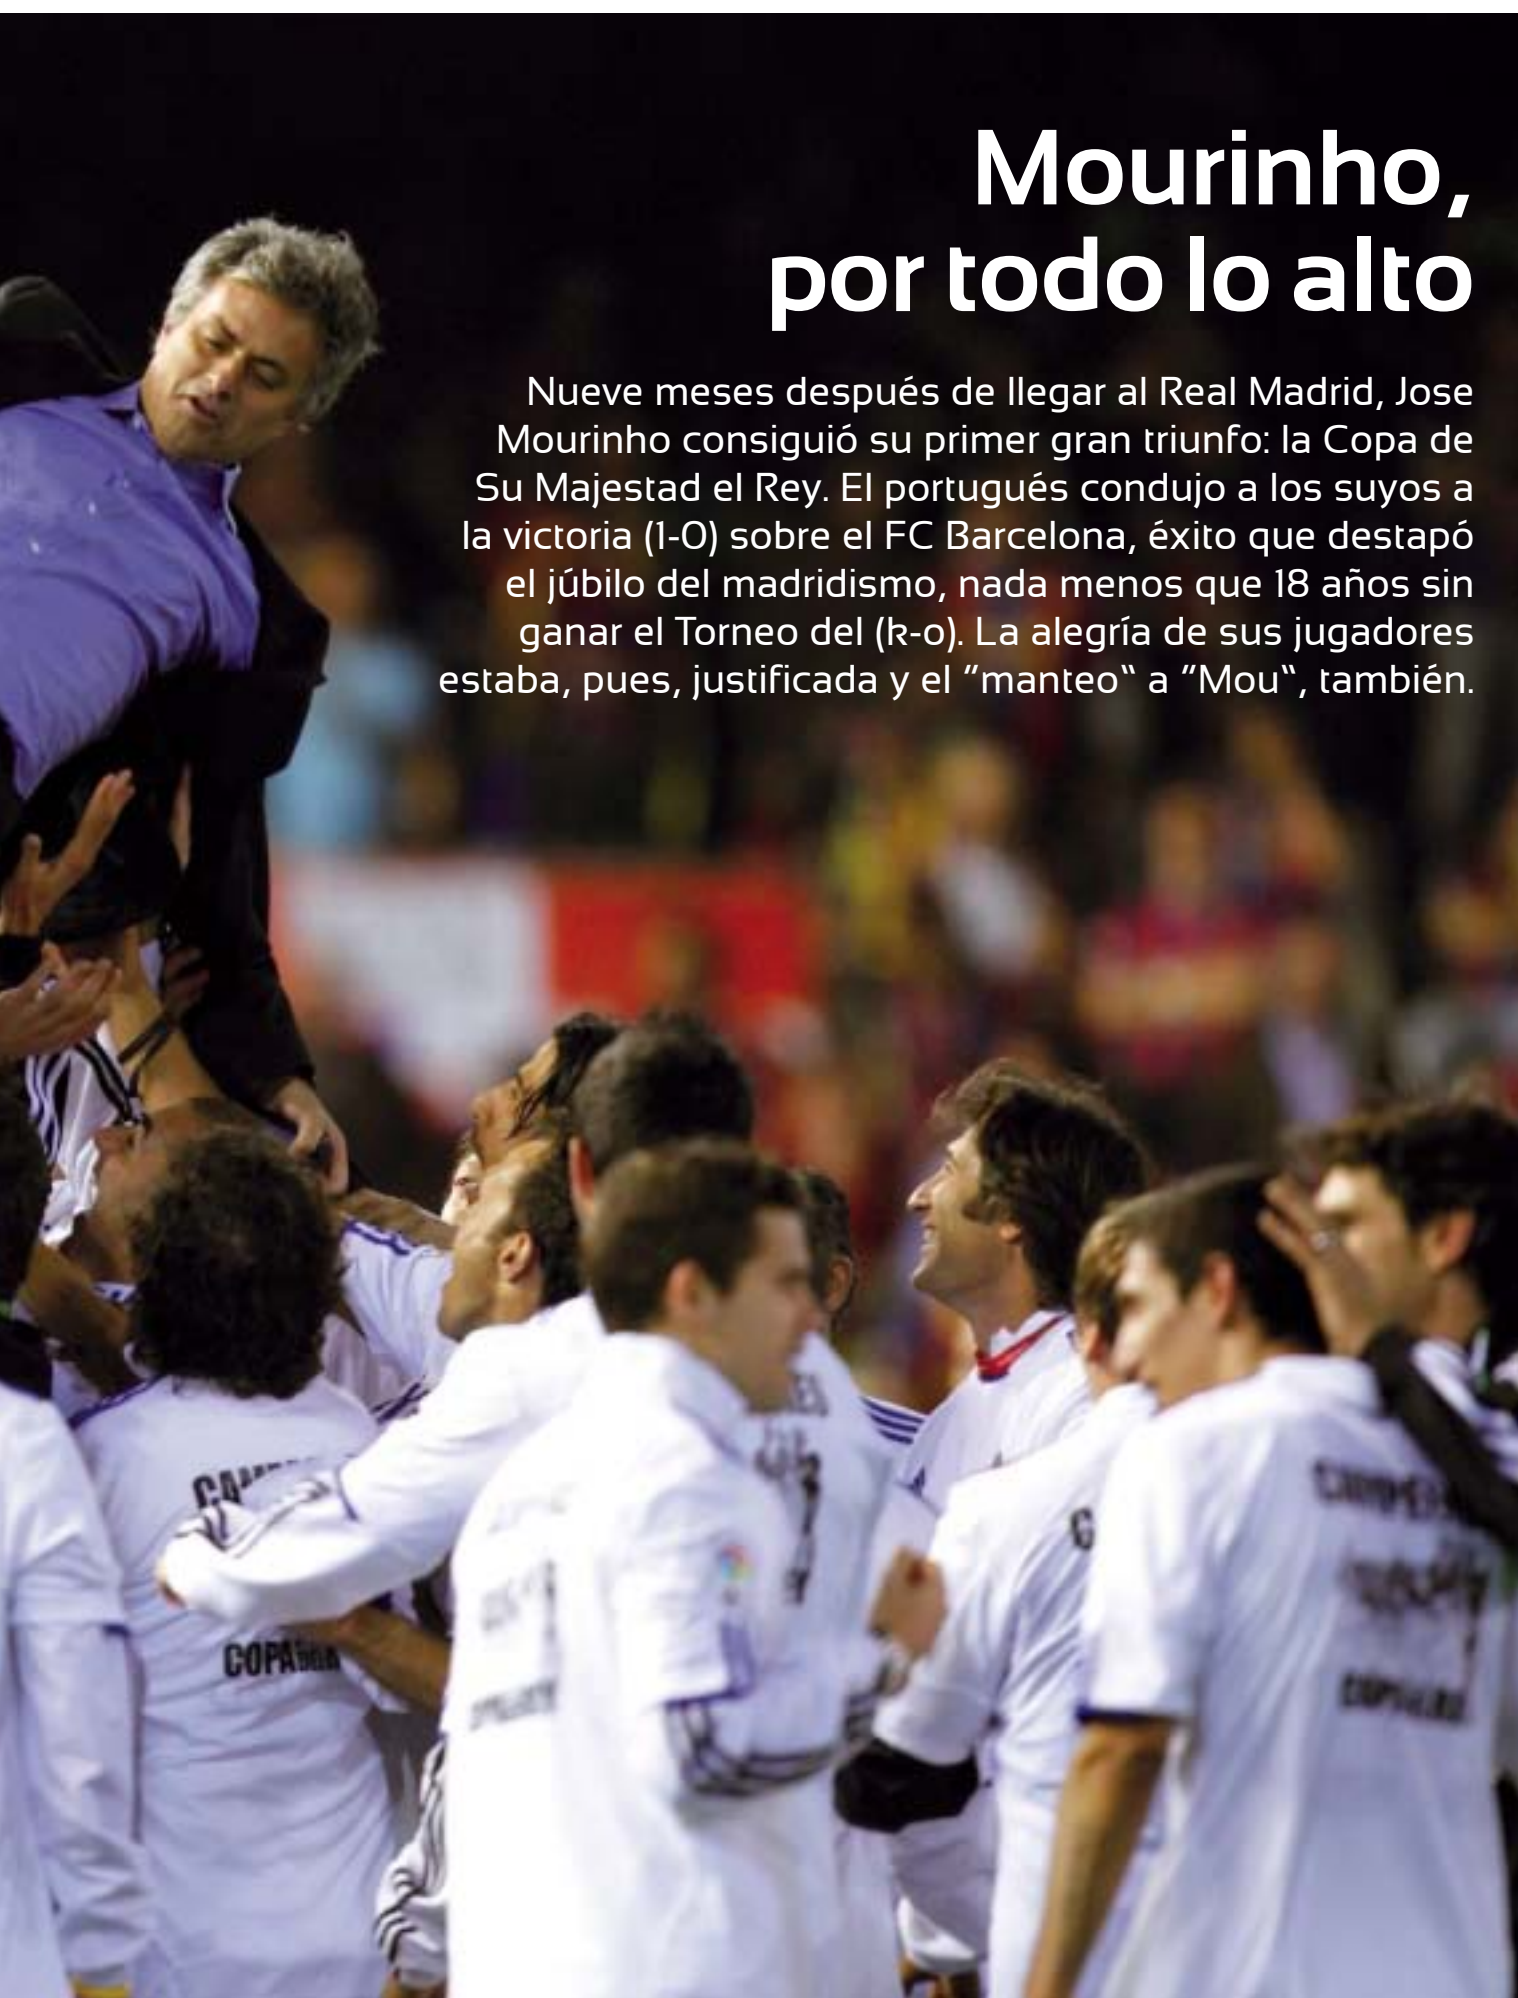 Mourinho,
por todo lo alto
Nueve meses después de llegar al Real Madrid, Jose
Mourinho consiguió su primer gran triunfo: la Copa de
Su Majestad el Rey. El portugués condujo a los suyos a
la victoria (1-0) sobre el FC Barcelona, éxito que destapó
el júbilo del madridismo, nada menos que 18 años sin
ganar el Torneo del (k-o). La alegría de sus jugadores
estaba, pues, justificada y el “manteo“ a “Mou“, también.
COPA